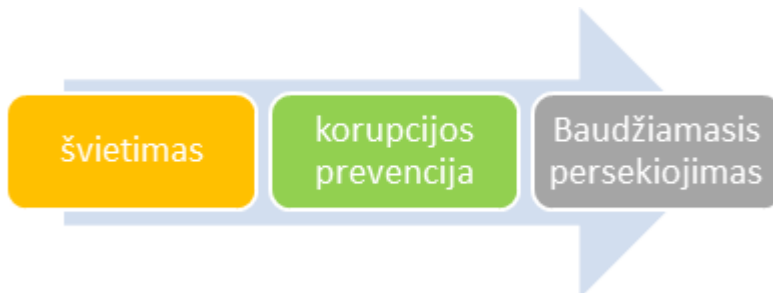 švietimas
korupcijos
prevencija
Baudžiamasis
persekiojimas